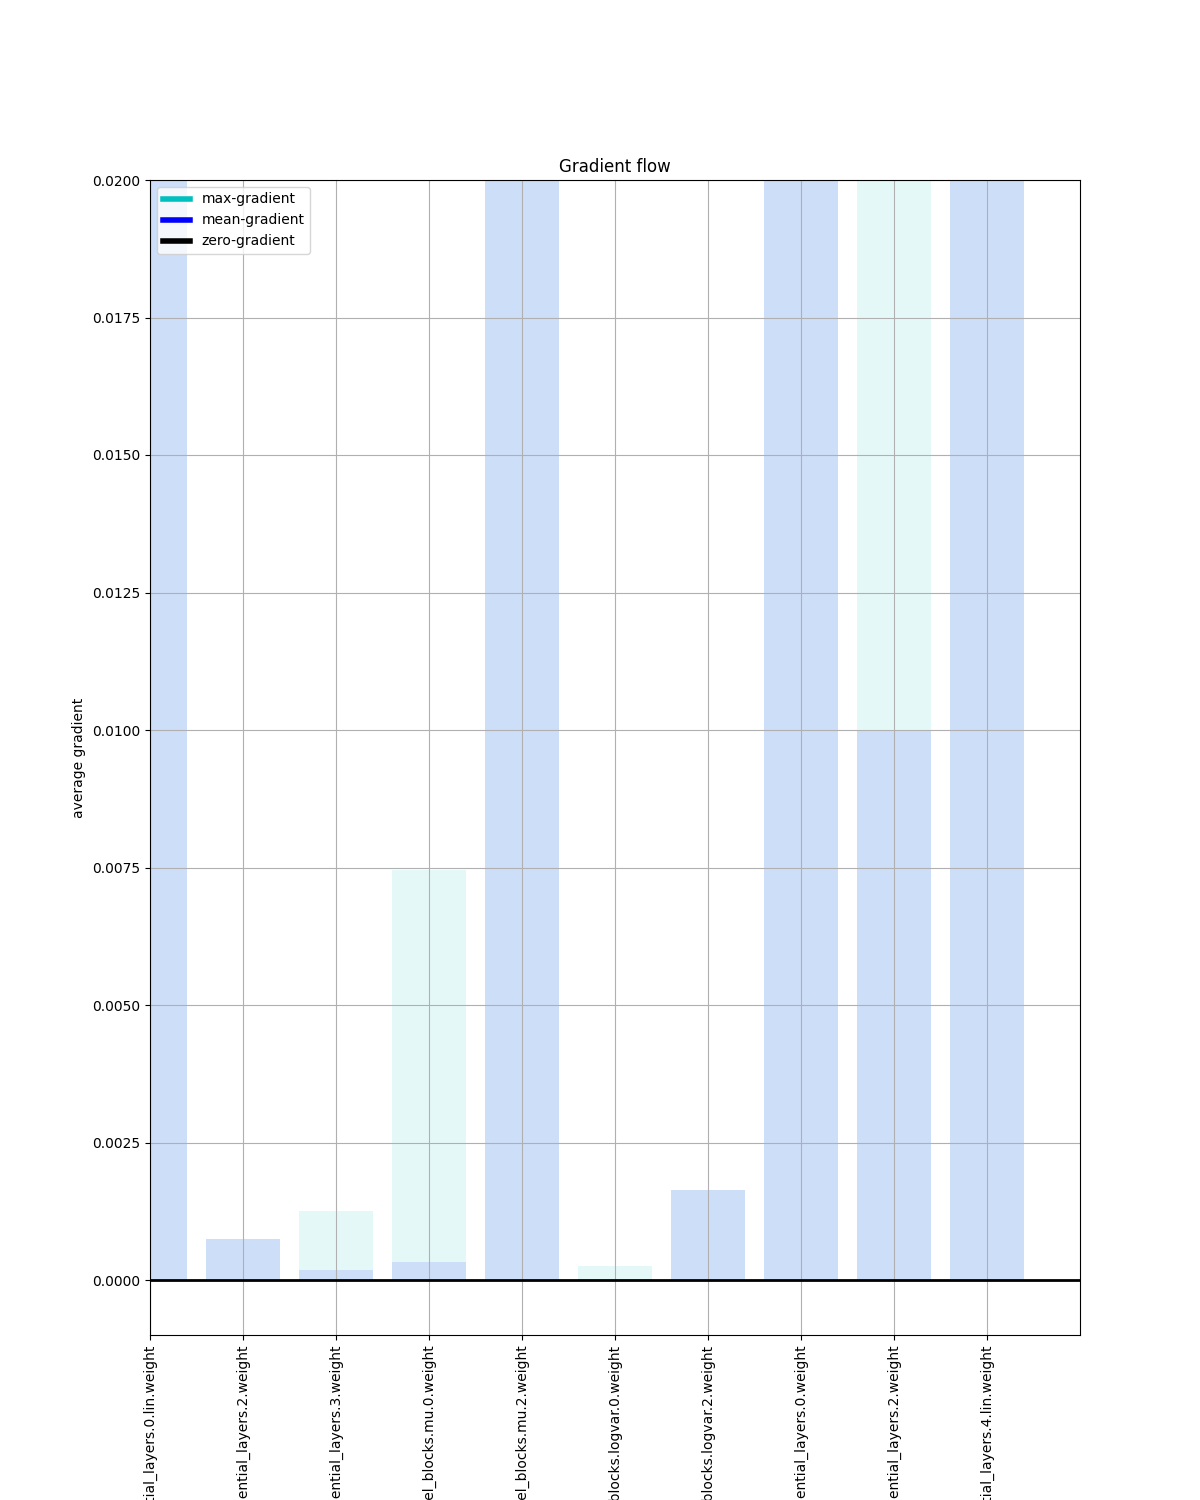 Gradient flow
max-gradient
mean-gradient
zero-gradient
0.0200
0.0175
0.0150
0.0125
0.0100
0.0075
0.0050
0.0025
0.0000
average gradient
tial_layers.0.lin.weight
ential_layers.2.weight
ential_layers.3.weight
el_blocks.mu.0.weight
el_blocks.mu.2.weight
blocks.logvar.0.weight
blocks.logvar.2.weight
ential_layers.0.weight
ential_layers.2.weight
tial_layers.4.lin.weight